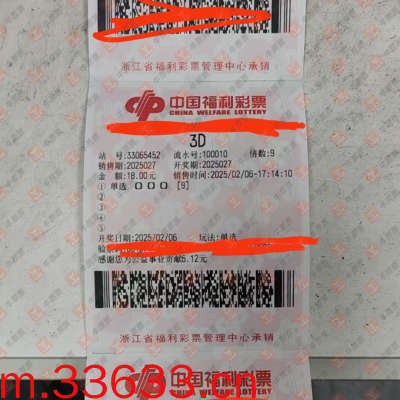 浙江省福利彩票管理中心承销
中国福利彩票
CHINA WELFARE LOTTERY
3D
站 号:33065452 流水号:100010 倍数:9
销售期:2025027 开奖期:2025027
金 额:18.00元 销售时间:2025/02/06-17:14:10
① 单选 0 0 0 [9]
②
③
④
⑤
开奖日期:2025/02/06 玩法:单选
感谢您为公益事业贡献6.12元
浙江省福利彩票管理中心承销
中国福利彩票